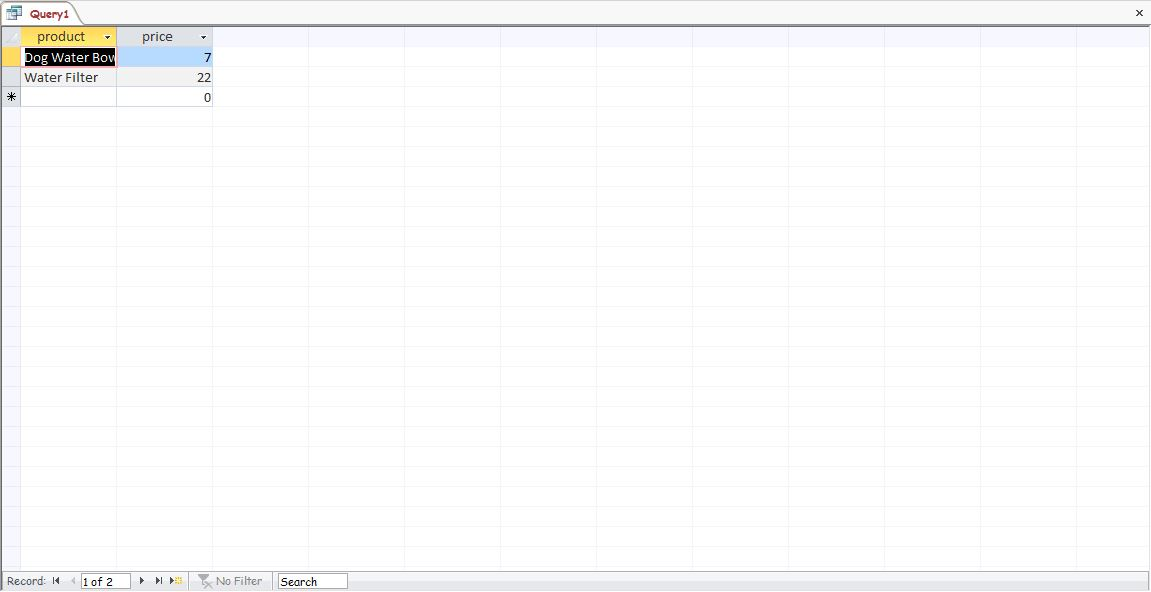 Query1
product price
Dog Water Bow 7
Water Filter 22
0
Record: 1 of 2 No Filter Search